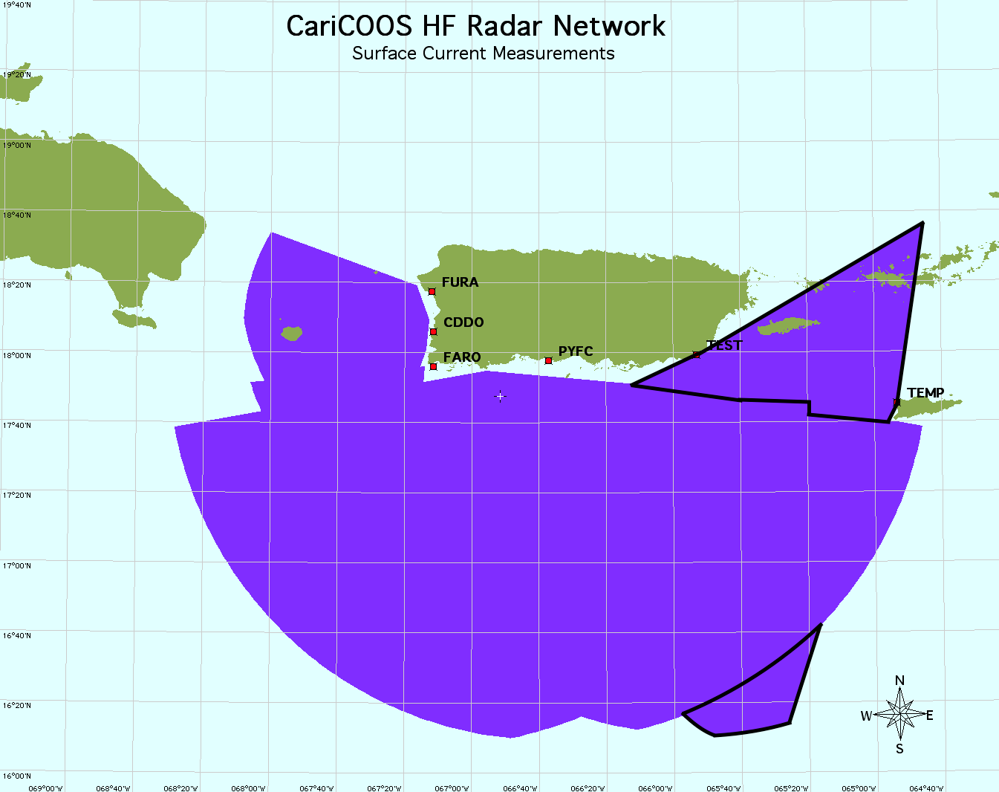 19°40'N
CariCOOS HF Radar Network
Surface Current Measurements
19°20'N
19°00'N
18°40'N
18°20'N
FURA
CDDO
18°00'N
TEST
PYFC
FARO
TEMP
17°40'N
17°20'N
17°00'N
16°40'N
N
16°20'N
W
E
S
16°00'N
069°00'W 068°40'W 068°20'W 068°00'W 067°40'W 067°20'W 067°00'W 066°40'W 066°20'W 066°00'W 065°40'W 065°20'W 065°00'W 064°40'W